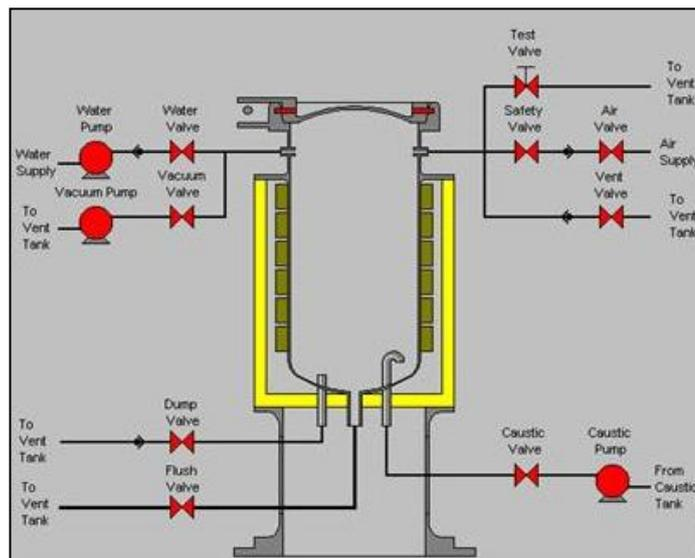 Test
Valve
To
Vent
Tank
Water
Pump
Water
Valve
Safety
Valve
Air
Valve
Water
Supply
Air
Supply
Vacuum Pump
Vacuum
Valve
Vent
Valve
To
Vent
Tank
To
Vent
Tank
Dump
Valve
To
Vent
Tank
Caustic
Valve
Caustic
Pump
Flush
Valve
To
Vent
Tank
From
Caustic
Tank